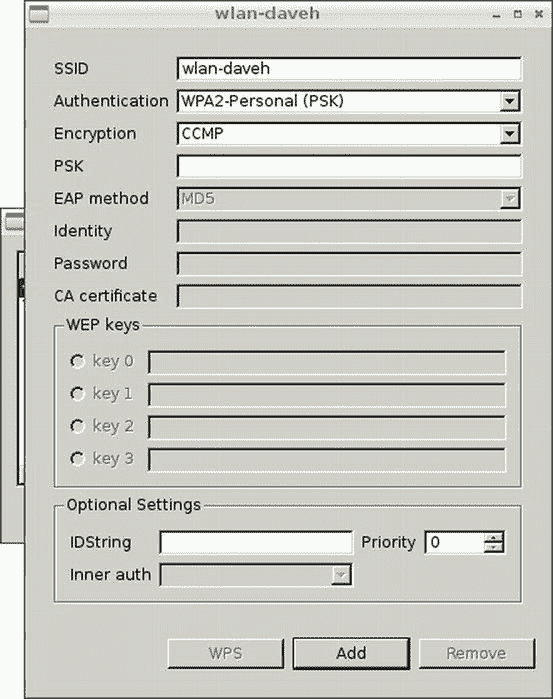 wlan-daveh
SSID wlan-daveh
Authentication WPA2-Personal (PSK)
Encryption CCMP
PSK
EAP method MD5
Identity
Password
CA certificate
WEP keys
key 0
key 1
key 2
key 3
Optional Settings
IDString Priority 0
Inner auth
WPS Add Remove